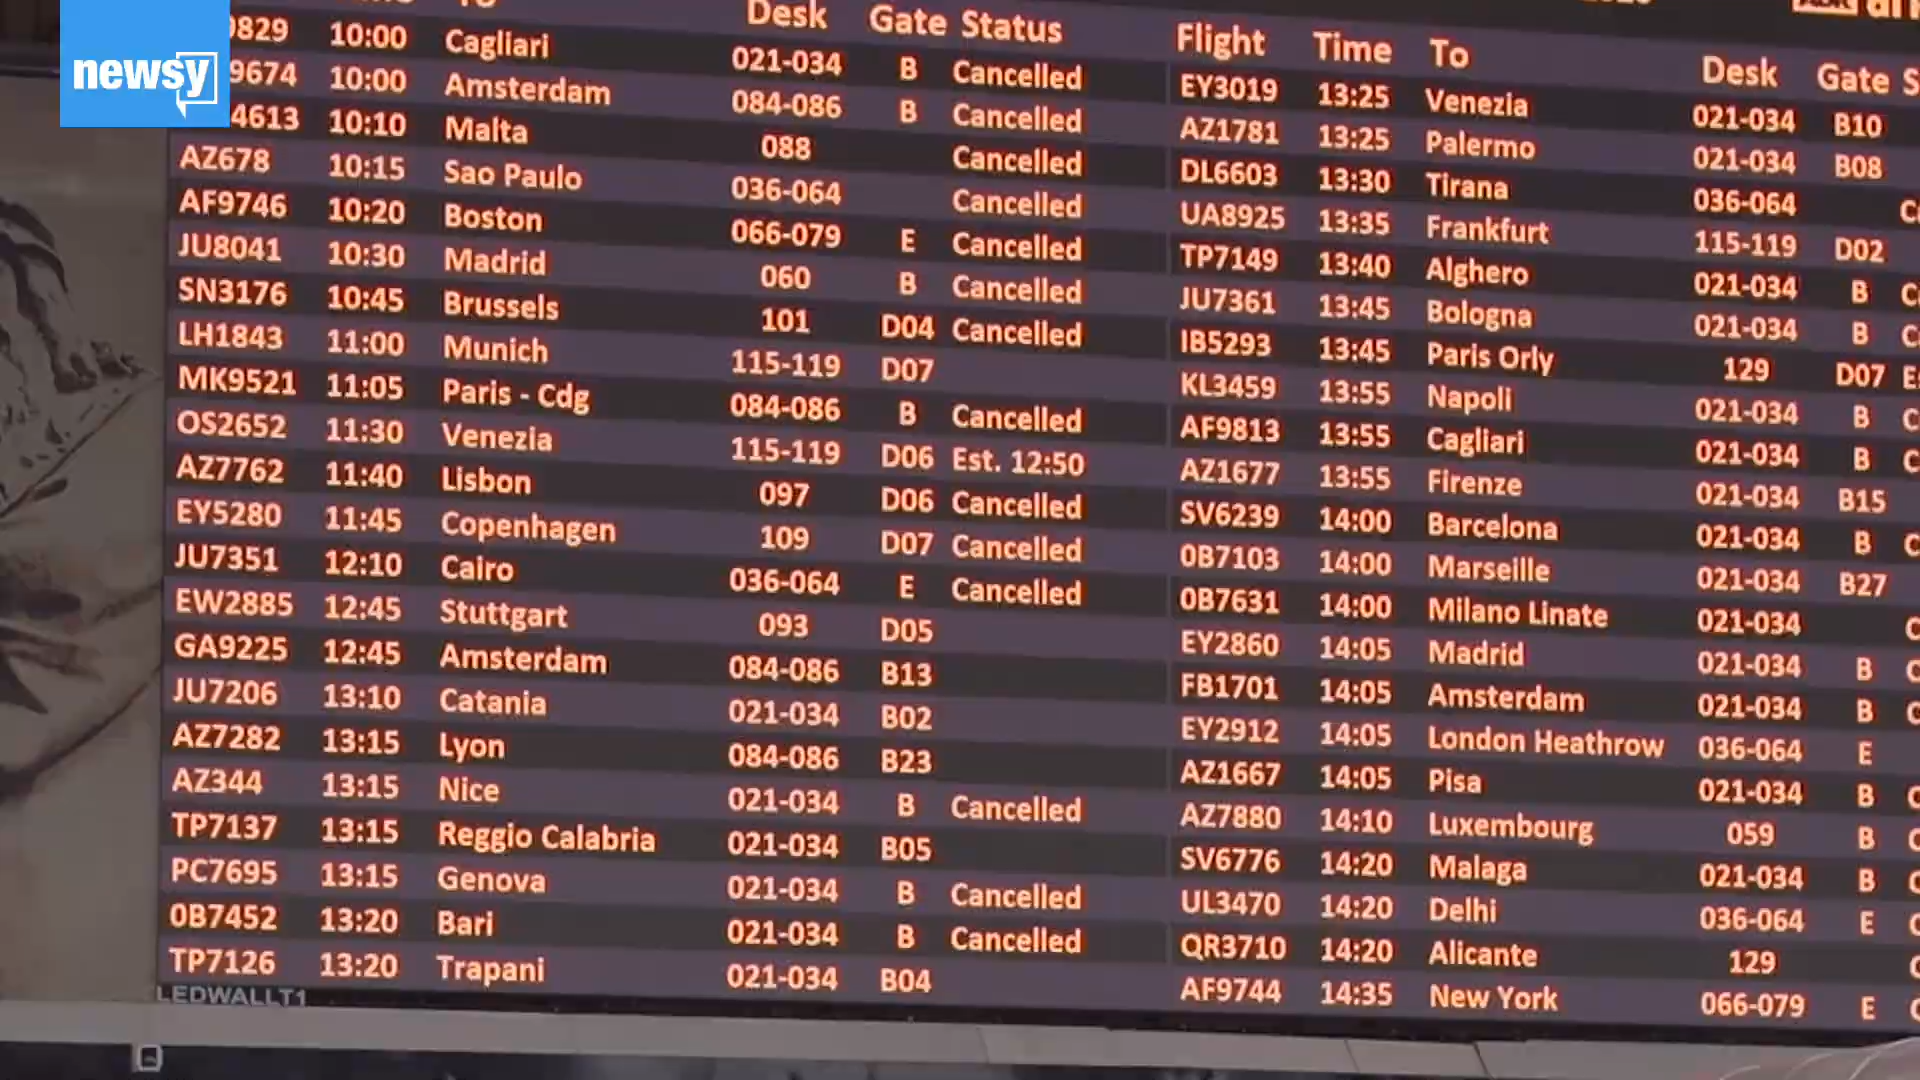 newsy
To Desk Gate Status
9829 10:00 Cagliari 021-034 B Cancelled
9674 10:00 Amsterdam 084-086 B Cancelled
4613 10:10 Malta 088 Cancelled
AZ678 10:15 Sao Paulo 036-064 Cancelled
AF9746 10:20 Boston 066-079 E Cancelled
JU8041 10:30 Madrid 060 B Cancelled
SN3176 10:45 Brussels 101 D04 Cancelled
LH1843 11:00 Munich 115-119 D07
MK9521 11:05 Paris - Cdg 084-086 B Cancelled
OS2652 11:30 Venezia 115-119 D06 Est. 12:50
AZ7762 11:40 Lisbon 097 D06 Cancelled
EY5280 11:45 Copenhagen 109 D07 Cancelled
JU7351 12:10 Cairo 036-064 E Cancelled
EW2885 12:45 Stuttgart 093 D05
GA9225 12:45 Amsterdam 084-086 B13
JU7206 13:10 Catania 021-034 B02
AZ7282 13:15 Lyon 084-086 B23
AZ344 13:15 Nice 021-034 B Cancelled
TP7137 13:15 Reggio Calabria 021-034 B05
PC7695 13:15 Genova 021-034 B Cancelled
0B7452 13:20 Bari 021-034 B Cancelled
TP7126 13:20 Trapani 021-034 B04
LEDWALLT1
Flight Time To Desk Gate S
EY3019 13:25 Venezia 021-034 B10
AZ1781 13:25 Palermo 021-034 B08
DL6603 13:30 Tirana 036-064 C
UA8925 13:35 Frankfurt 115-119 D02
TP7149 13:40 Alghero 021-034 B C
JU7361 13:45 Bologna 021-034 B C
IB5293 13:45 Paris Orly 129 D07 E
KL3459 13:55 Napoli 021-034 B C
AF9813 13:55 Cagliari 021-034 B C
AZ1677 13:55 Firenze 021-034 B15
SV6239 14:00 Barcelona 021-034 B C
0B7103 14:00 Marseille 021-034 B27
0B7631 14:00 Milano Linate 021-034 C
EY2860 14:05 Madrid 021-034 B C
FB1701 14:05 Amsterdam 021-034 B C
EY2912 14:05 London Heathrow 036-064 E
AZ1667 14:05 Pisa 021-034 B C
AZ7880 14:10 Luxembourg 059 B C
SV6776 14:20 Malaga 021-034 B C
UL3470 14:20 Delhi 036-064 E C
QR3710 14:20 Alicante 129 C
AF9744 14:35 New York 066-079 E C